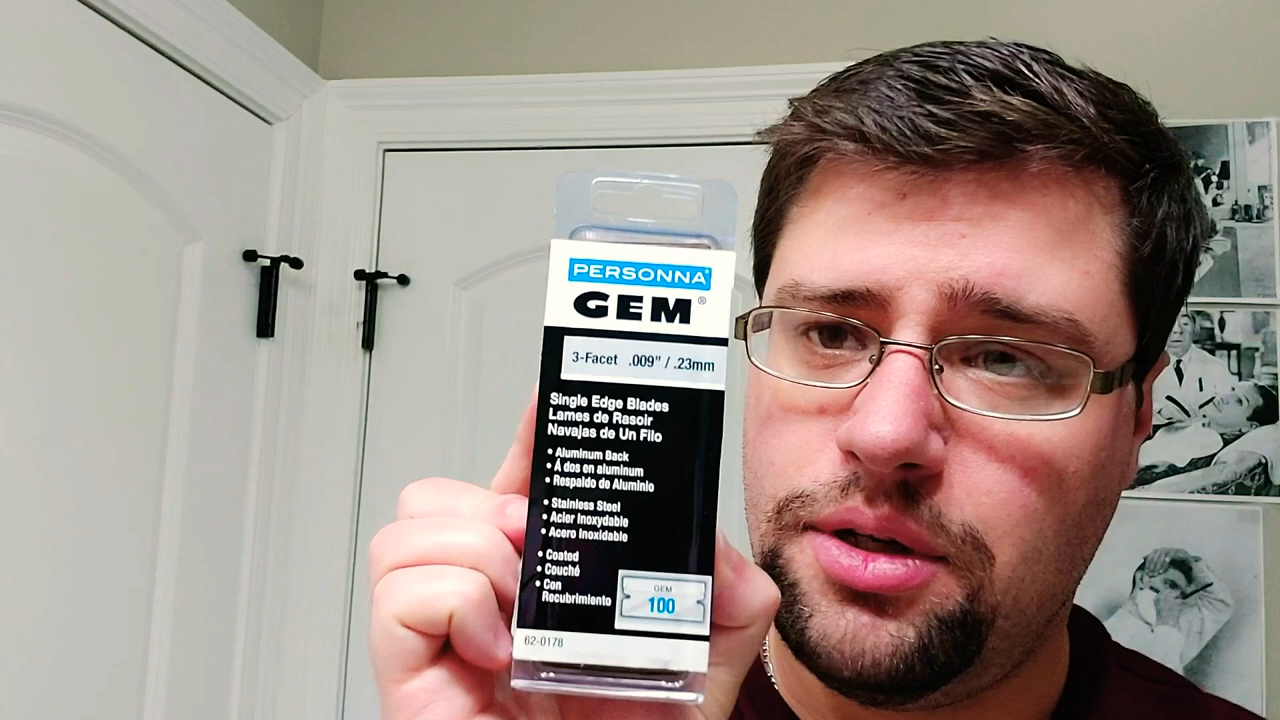 PERSONNA®
GEM®
3-Facet .009" / .23mm
Single Edge Blades
Lames de Rasoir
Navajas de Un Filo
• Aluminum Back
• Á dos en aluminum
• Respaldo de Aluminio
• Stainless Steel
• Acier Inoxydable
• Acero Inoxidable
• Coated
• Couché
• Con
Recubrimiento
GEM
100
62-0178